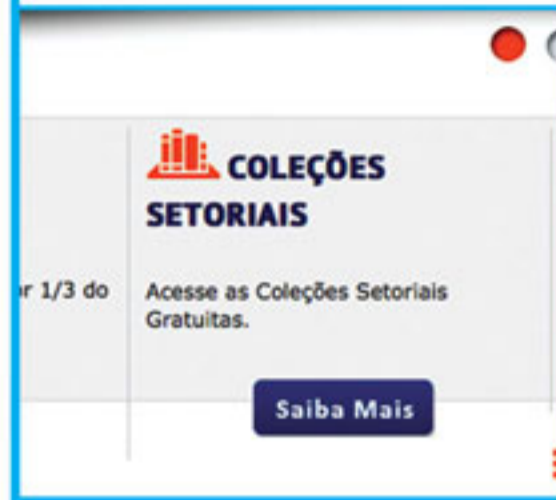 COLEÇÕES
SETORIAIS
r 1/3 do
Acesse as Coleções Setoriais
Gratuitas.
Saiba Mais